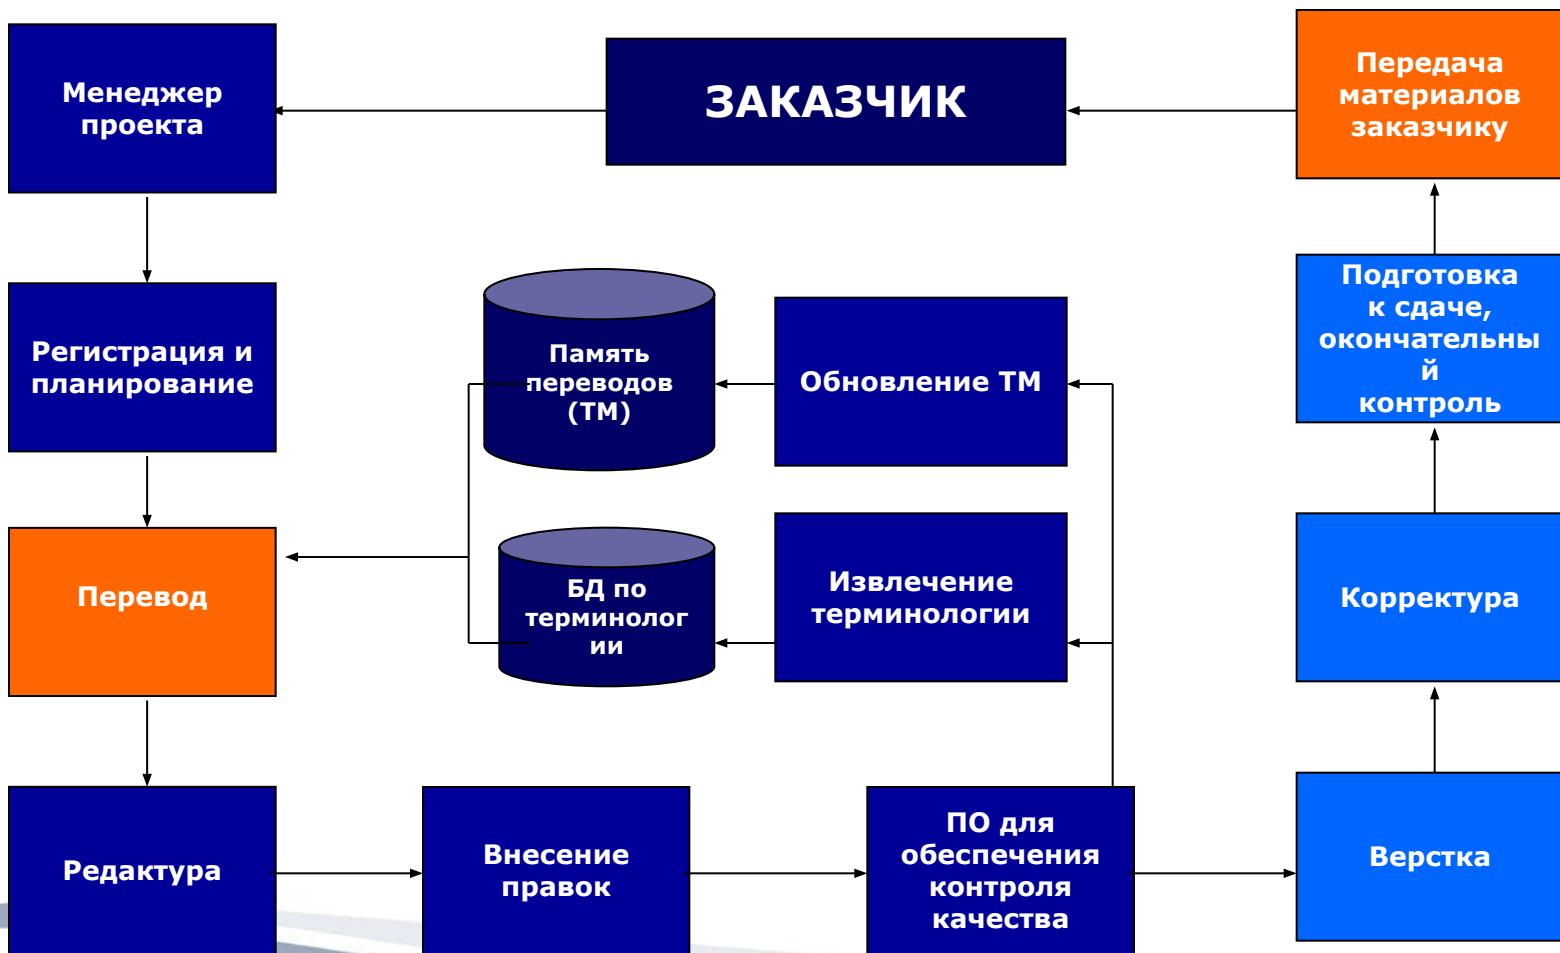 Менеджер
проекта
ЗАКАЗЧИК
Передача
материалов
заказчику
Регистрация и
планирование
Память
переводов
(ТМ)
Обновление ТМ
Подготовка
к сдаче,
окончательны
й
контроль
Перевод
БД по
терминолог
ии
Извлечение
терминологии
Корректура
Редактура
Внесение
правок
ПО для
обеспечения
контроля
качества
Верстка